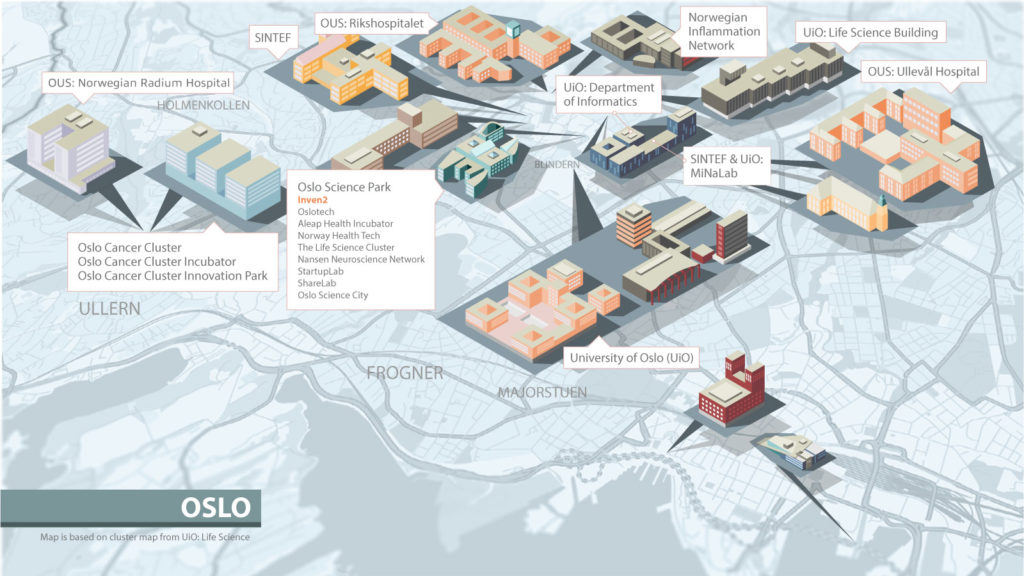 SINTEF
OUS: Rikshospitalet
Norwegian
Inflammation
Network
UiO: Life Science Building
OUS: Norwegian Radium Hospital
HOLMENKOLLEN
UiO: Department
of Informatics
OUS: Ullevål Hospital
BLINDERN
SINTEF & UiO:
MiNaLab
Oslo Science Park
Inven2
Oslotech
Aleap Health Incubator
Norway Health Tech
The Life Science Cluster
Nansen Neuroscience Network
StartupLab
ShareLab
Oslo Science City
Oslo Cancer Cluster
Oslo Cancer Cluster Incubator
Oslo Cancer Cluster Innovation Park
ULLERN
University of Oslo (UiO)
FROGNER
MAJORSTUEN
OSLO
Map is based on cluster map from UiO: Life Science